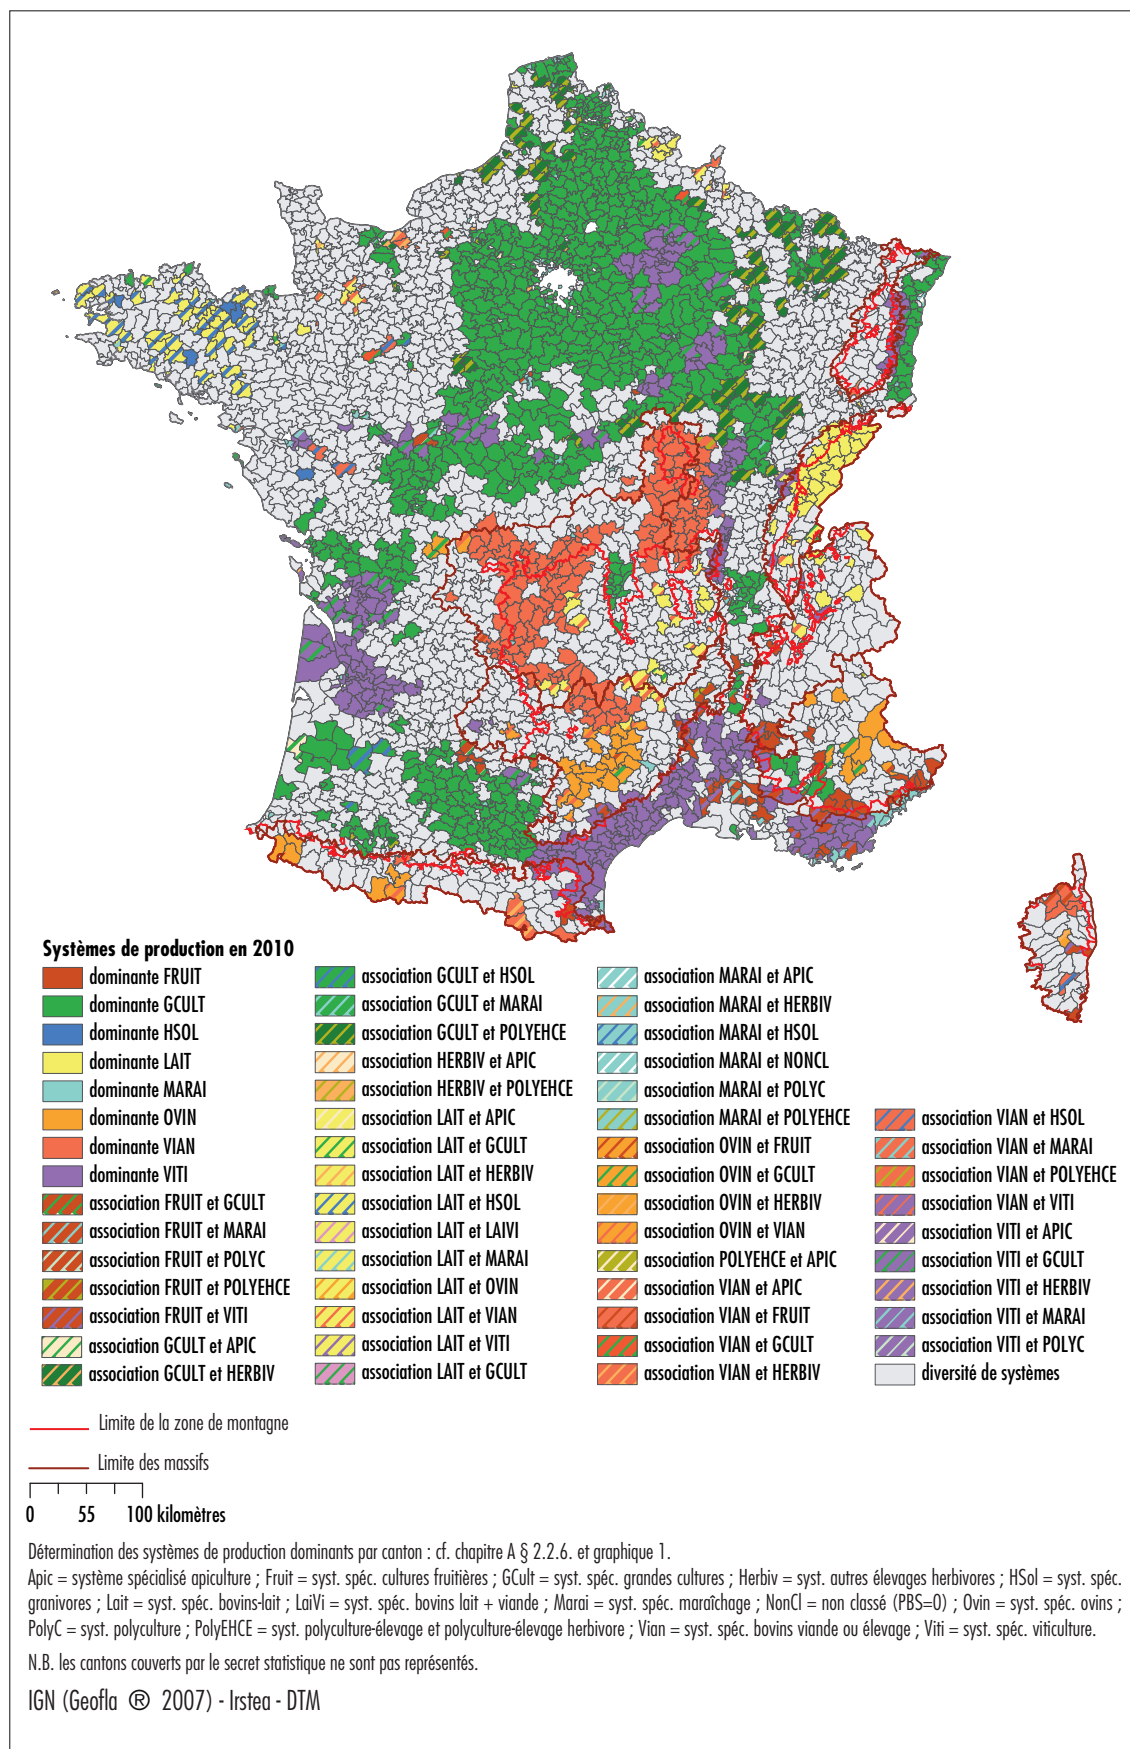 Systèmes de production en 2010
dominante FRUIT
dominante GCULT
dominante HSOL
dominante LAIT
dominante MARAI
dominante OVIN
dominante VIAN
dominante VITI
association FRUIT et GCULT
association FRUIT et MARAI
association FRUIT et POLYC
association FRUIT et POLYEHCE
association FRUIT et VITI
association GCULT et APIC
association GCULT et HERBIV
association GCULT et HSOL
association GCULT et MARAI
association GCULT et POLYEHCE
association HERBIV et APIC
association HERBIV et POLYEHCE
association LAIT et APIC
association LAIT et GCULT
association LAIT et HERBIV
association LAIT et HSOL
association LAIT et LAIVI
association LAIT et MARAI
association LAIT et OVIN
association LAIT et VIAN
association LAIT et VITI
association LAIT et GCULT
association MARAI et APIC
association MARAI et HERBIV
association MARAI et HSOL
association MARAI et NONCL
association MARAI et POLYC
association MARAI et POLYEHCE
association OVIN et FRUIT
association OVIN et GCULT
association OVIN et HERBIV
association OVIN et VIAN
association POLYEHCE et APIC
association VIAN et APIC
association VIAN et FRUIT
association VIAN et GCULT
association VIAN et HERBIV
association VIAN et HSOL
association VIAN et MARAI
association VIAN et POLYEHCE
association VIAN et VITI
association VITI et APIC
association VITI et GCULT
association VITI et HERBIV
association VITI et MARAI
association VITI et POLYC
diversité de systèmes
Limite de la zone de montagne
Limite des massifs
0 55 100 kilomètres
Détermination des systèmes de production dominants par canton : cf. chapitre A § 2.2.6. et graphique 1.
Apic = système spécialisé apiculture ; Fruit = syst. spéc. cultures fruitières ; GCult = syst. spéc. grandes cultures ; Herbiv = syst. autres élevages herbivores ; HSol = syst. spéc.
granivores ; Lait = syst. spéc. bovins-lait ; LaiVi = syst. spéc. bovins lait + viande ; Marai = syst. spéc. maraîchage ; NonCl = non classé (PBS=0) ; Ovin = syst. spéc. ovins ;
PolyC = syst. polyculture ; PolyEHCE = syst. polyculture-élevage et polyculture-élevage herbivore ; Vian = syst. spéc. bovins viande ou élevage ; Viti = syst. spéc. viticulture.
N.B. les cantons couverts par le secret statistique ne sont pas représentés.
IGN (Geofla ® 2007) - Irstea - DTM